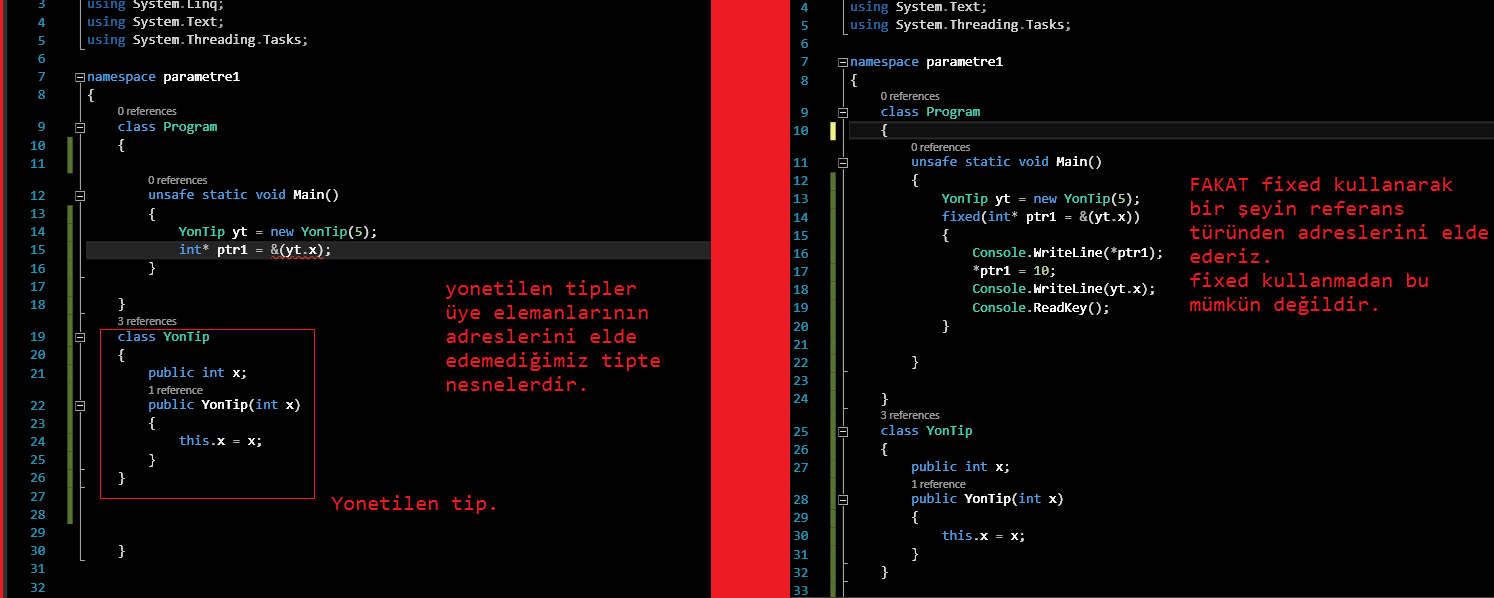 3 using System.Linq;
4 using System.Text;
5 using System.Threading.Tasks;
6
7 namespace parametre1
8 {
0 references
9 class Program
10 {
11
0 references
12 unsafe static void Main()
13 {
14 YonTip yt = new YonTip(5);
15 int* ptr1 = &(yt.x);
16 }
17
18 }
3 references
19 class YonTip
20 {
21 public int x;
1 reference
22 public YonTip(int x)
23 {
24 this.x = x;
25 }
26 }
27
28
29
30 }
31
32
yonetilen tipler
üye elemanlarının
adreslerini elde
edemediğimiz tipte
nesnelerdir.
Yonetilen tip.
4 using System.Text;
5 using System.Threading.Tasks;
6
7 namespace parametre1
8 {
0 references
9 class Program
10 {
0 references
11 unsafe static void Main()
12 {
13 YonTip yt = new YonTip(5);
14 fixed(int* ptr1 = &(yt.x))
15 {
16 Console.WriteLine(*ptr1);
17 *ptr1 = 10;
18 Console.WriteLine(yt.x);
19 Console.ReadKey();
20 }
21
22 }
23
24 }
3 references
25 class YonTip
26 {
27 public int x;
1 reference
28 public YonTip(int x)
29 {
30 this.x = x;
31 }
32 }
33
FAKAT fixed kullanarak
bir şeyin referans
türünden adreslerini elde
ederiz.
fixed kullanmadan bu
mümkün değildir.